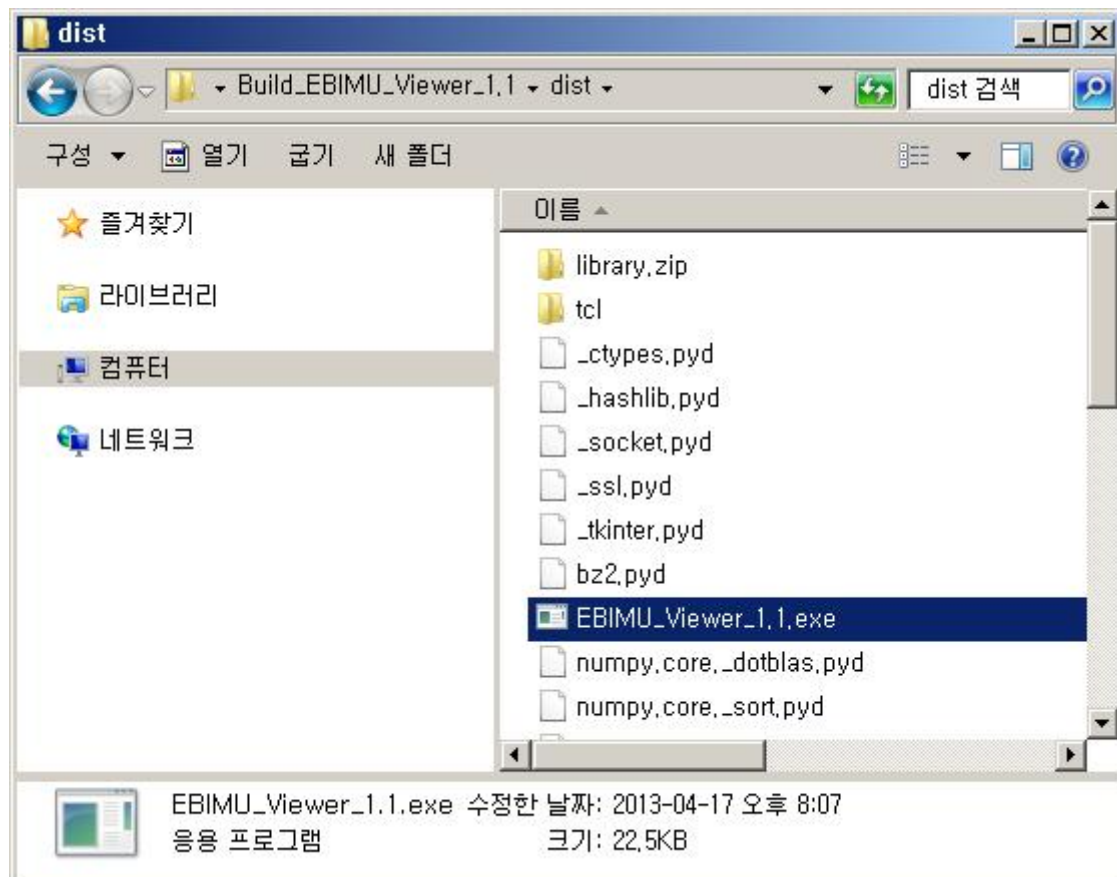 dist
Build_EBIMU_Viewer_1.1 dist
dist 검색
구성 열기 굽기 새 폴더
즐겨찾기
라이브러리
컴퓨터
네트워크
이름
library.zip
tcl
_ctypes.pyd
_hashlib.pyd
_socket.pyd
_ssl.pyd
_tkinter.pyd
bz2.pyd
EBIMU_Viewer_1.1.exe
numpy.core._dotblas.pyd
numpy.core._sort.pyd
EBIMU_Viewer_1.1.exe 수정한 날짜: 2013-04-17 오후 8:07
응용 프로그램 크기: 22.5KB